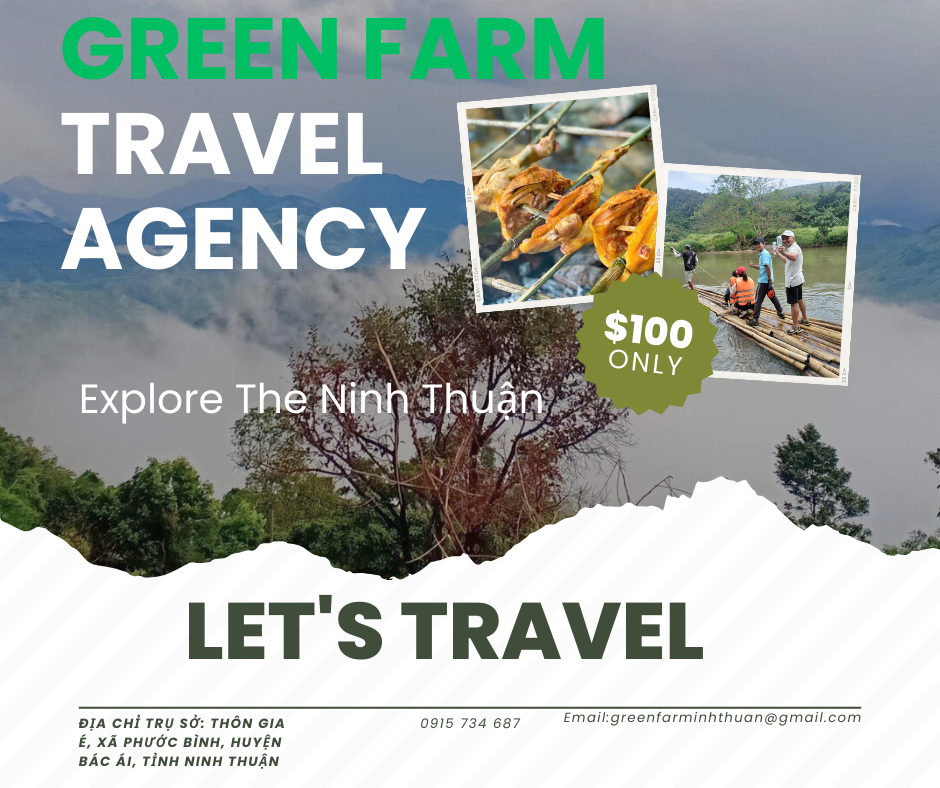 GREEN FARM
TRAVEL
AGENCY
$100
ONLY
Explore The Ninh Thuận
LET'S TRAVEL
ĐỊA CHỈ TRỤ SỞ: THÔN GIA
É, XÃ PHƯỚC BÌNH, HUYỆN
BÁC ÁI, TỈNH NINH THUẬN
0915 734 687
Email:greenfarminhthuan@gmail.com